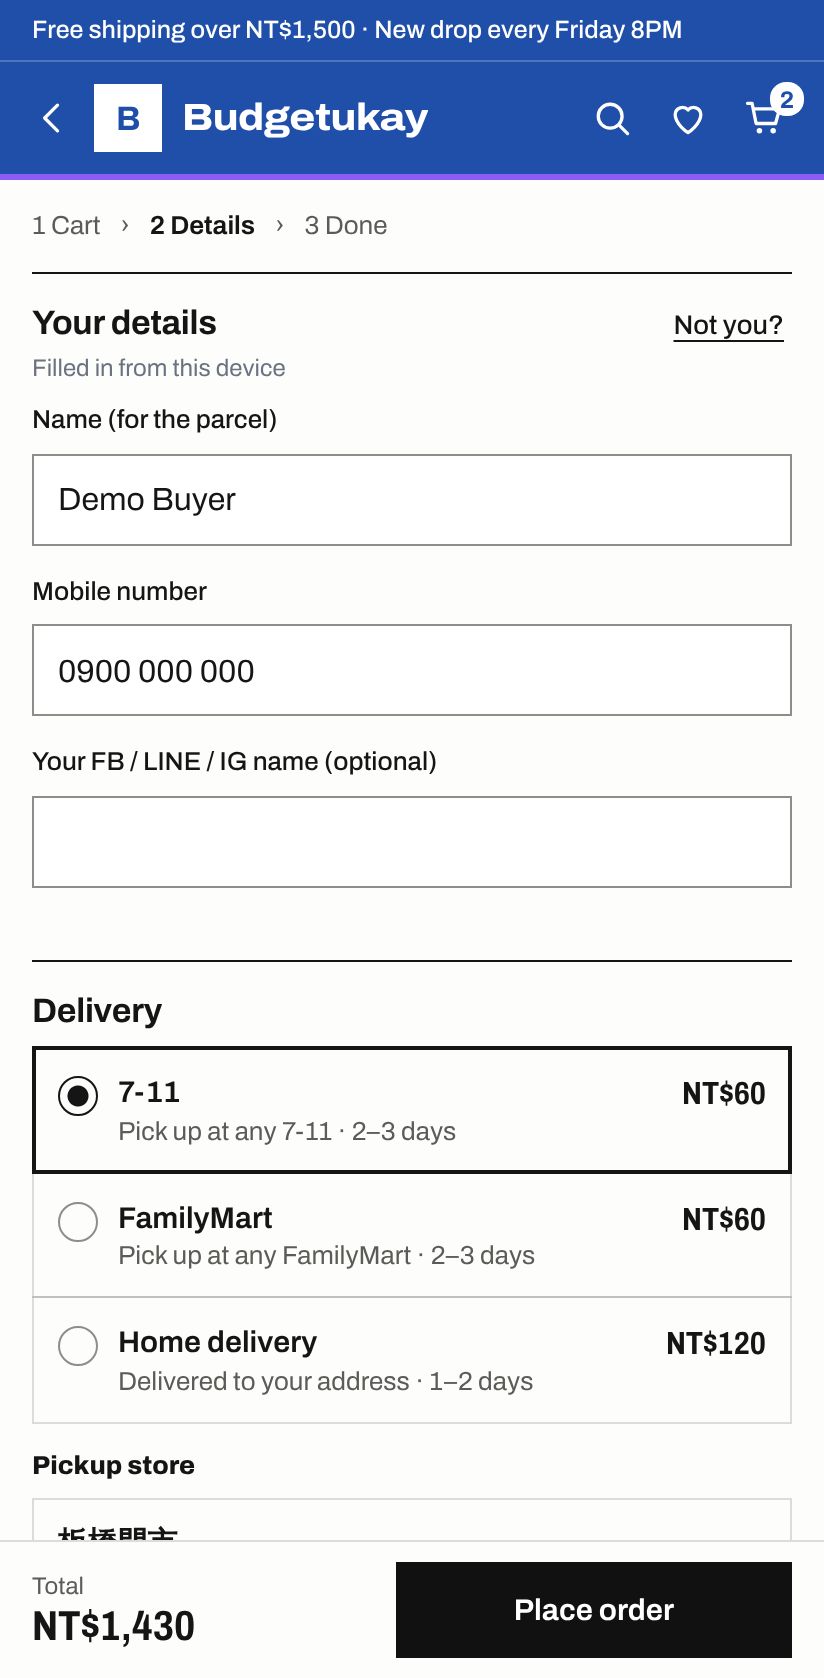 Free shipping over NT$1,500 · New drop every Friday 8PM
B Budgetukay 2
1 Cart › 2 Details › 3 Done
Your details
Not you?
Filled in from this device
Name (for the parcel)
Demo Buyer
Mobile number
0900 000 000
Your FB / LINE / IG name (optional)
Delivery
7-11 NT$60
Pick up at any 7-11 · 2–3 days
FamilyMart NT$60
Pick up at any FamilyMart · 2–3 days
Home delivery NT$120
Delivered to your address · 1–2 days
Pickup store
板橋門市
Total
NT$1,430
Place order